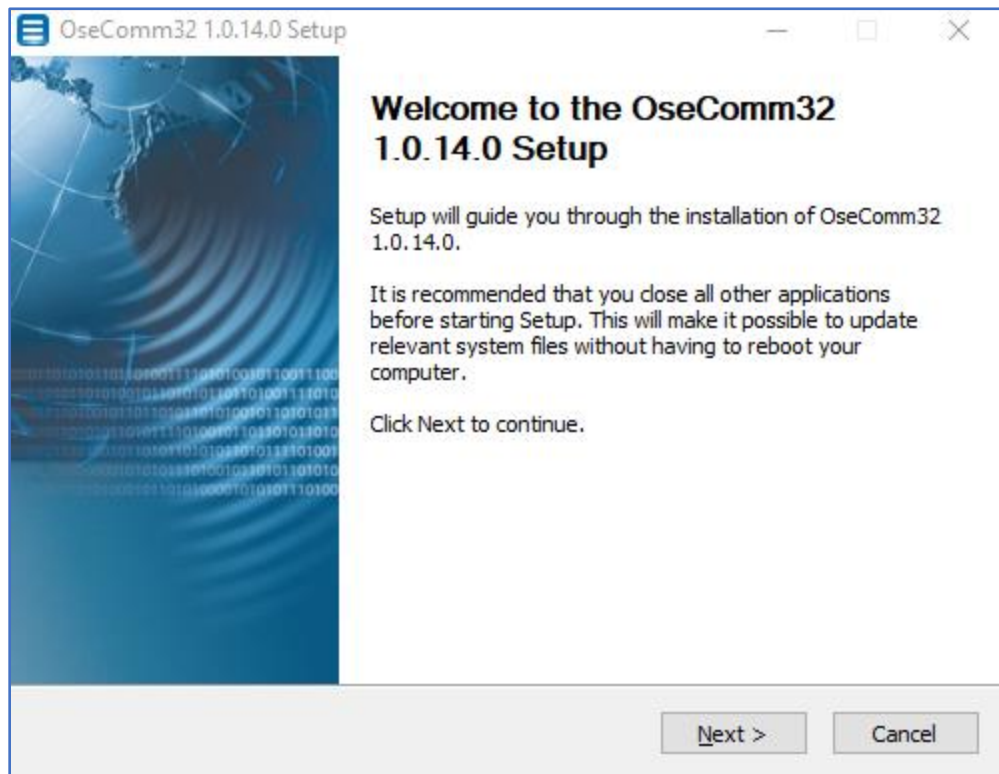 OseComm32 1.0.14.0 Setup
Welcome to the OseComm32
1.0.14.0 Setup
Setup will guide you through the installation of OseComm32
1.0.14.0.
It is recommended that you close all other applications
before starting Setup. This will make it possible to update
relevant system files without having to reboot your
computer.
Click Next to continue.
Next >
Cancel